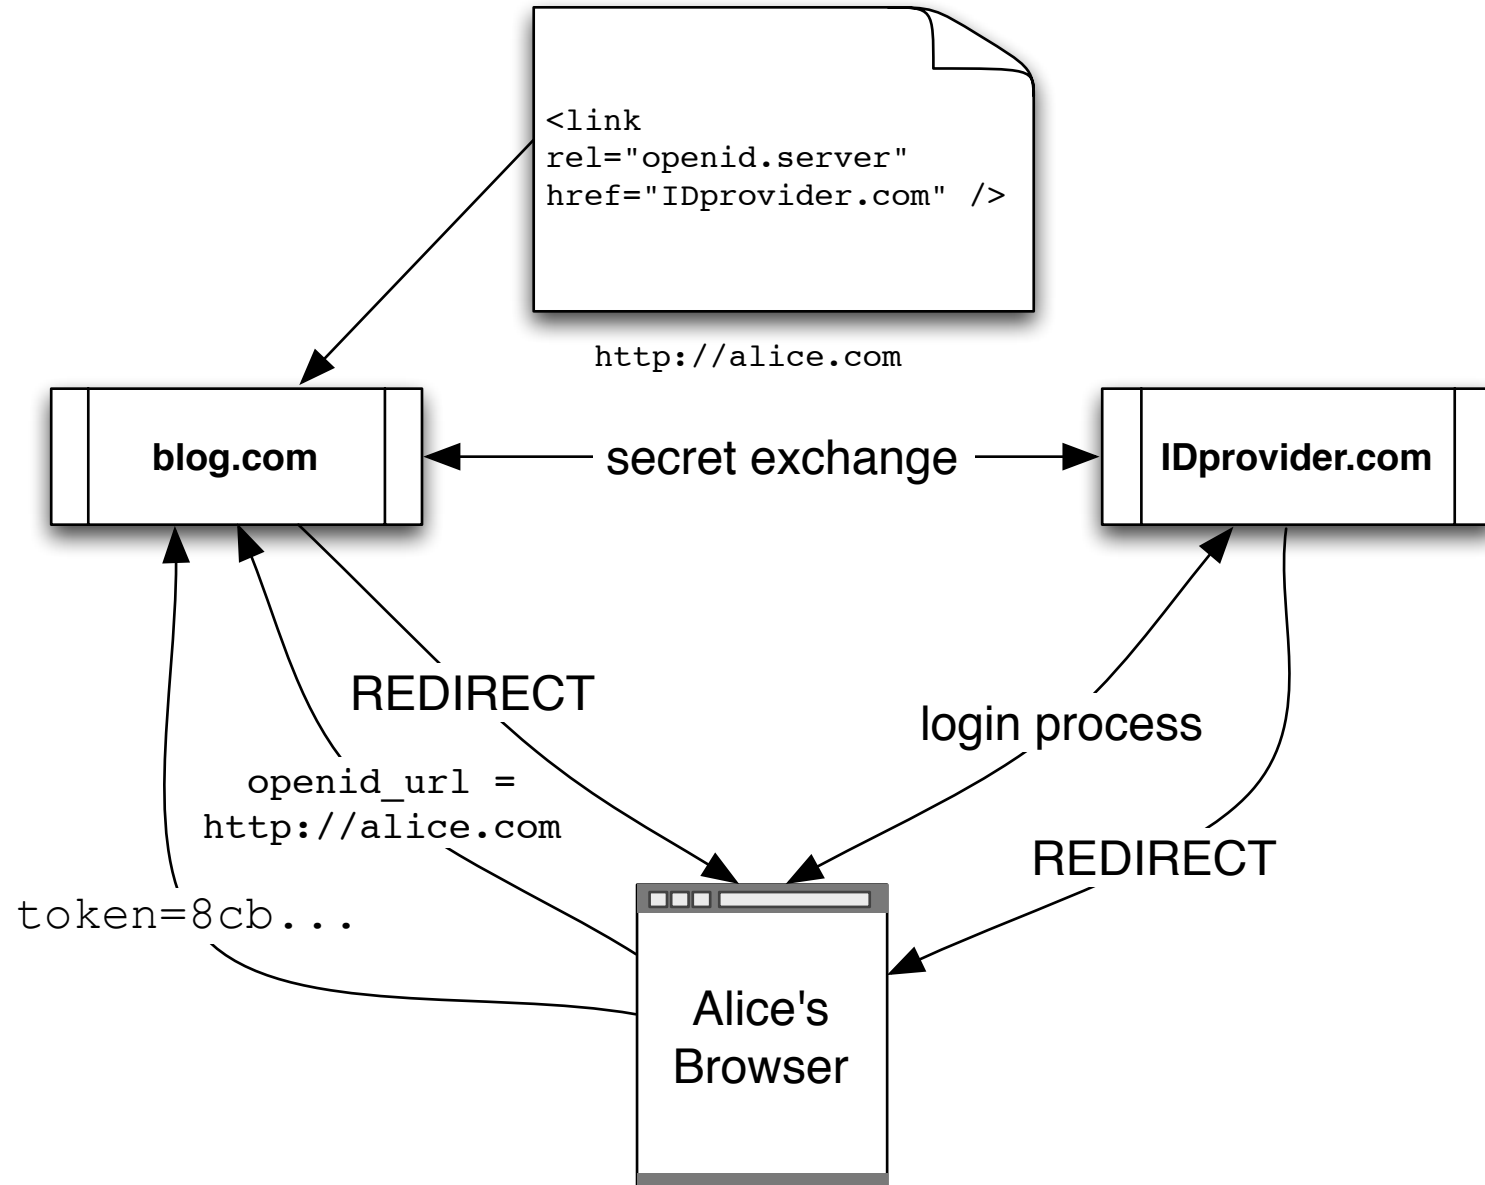 <link
rel="openid.server"
href="IDprovider.com" />
http://alice.com
blog.com
secret exchange
IDprovider.com
REDIRECT
login process
openid_url =
http://alice.com
REDIRECT
token=8cb...
Alice's
Browser